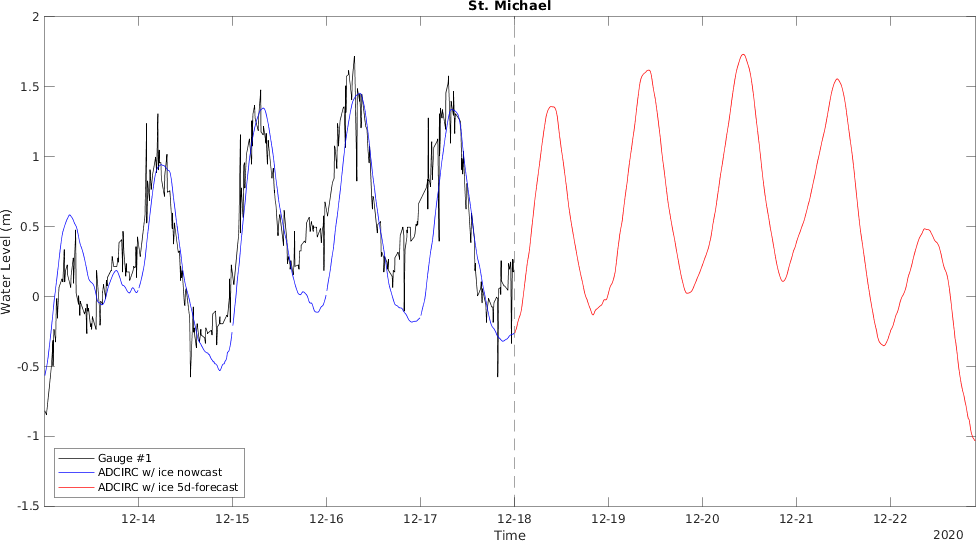 St. Michael
2
1.5
1
0.5
0
-0.5
-1
-1.5
Water Level (m)
Gauge #1
ADCIRC w/ ice nowcast
ADCIRC w/ ice 5d-forecast
12-14 12-15 12-16 12-17 12-18 12-19 12-20 12-21 12-22
Time
2020